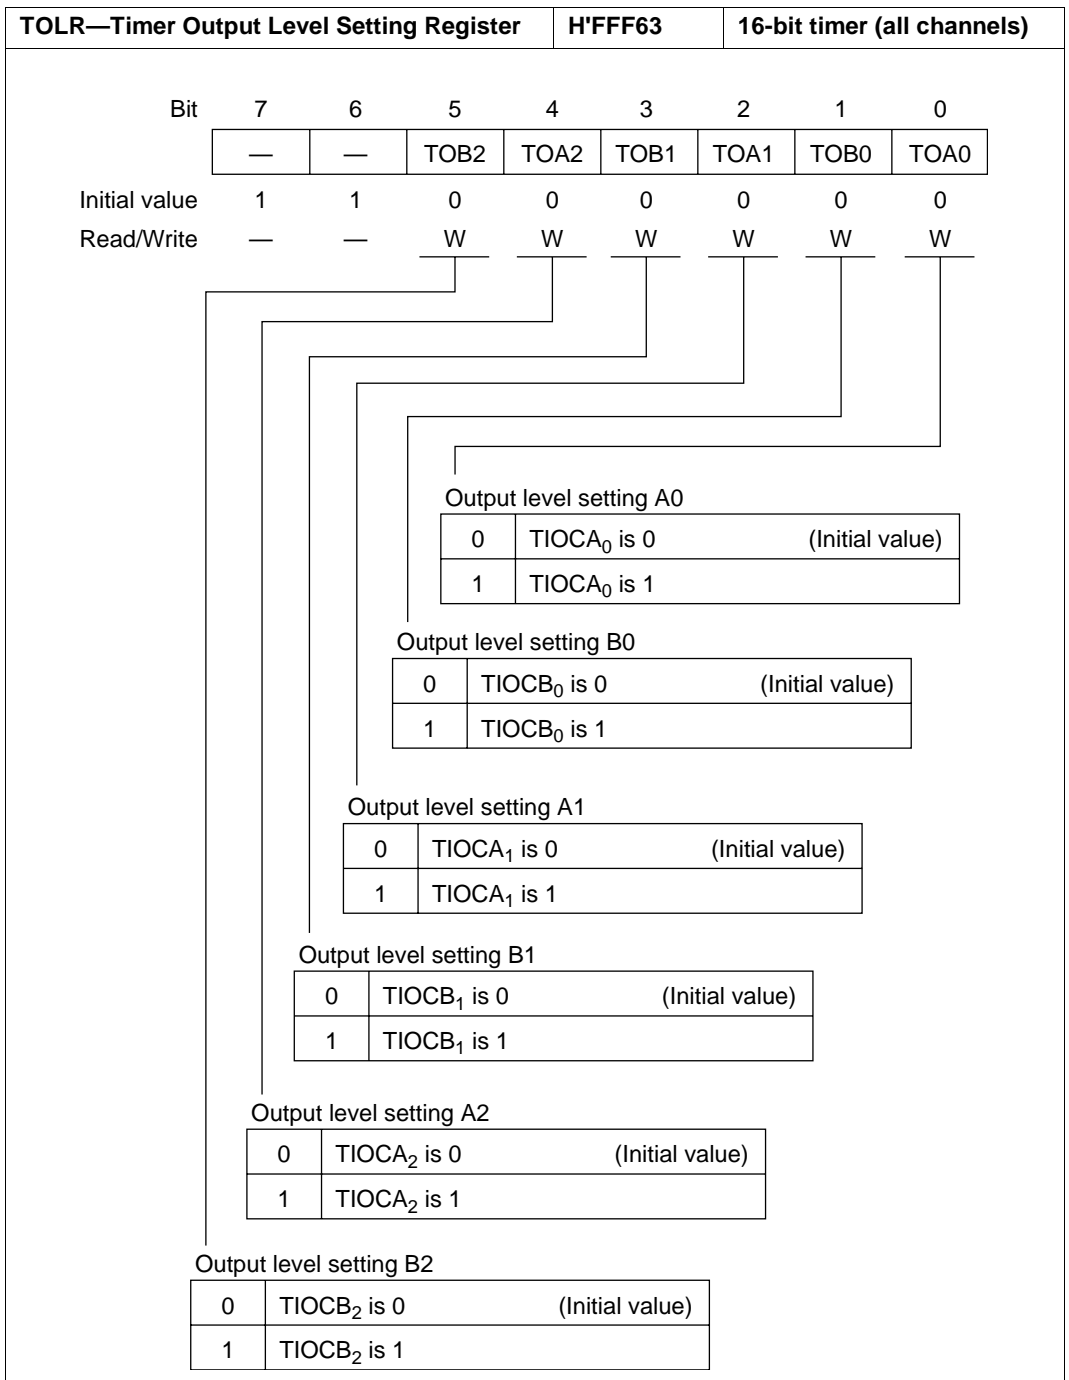 TOLR—Timer Output Level Setting Register H'FFF63 16-bit timer (all channels)
Bit 7 6 5 4 3 2 1 0
— — TOB2 TOA2 TOB1 TOA1 TOB0 TOA0
Initial value 1 1 0 0 0 0 0 0
Read/Write — — W W W W W W
Output level setting A0
0 TIOCA₀ is 0 (Initial value)
1 TIOCA₀ is 1
Output level setting B0
0 TIOCB₀ is 0 (Initial value)
1 TIOCB₀ is 1
Output level setting A1
0 TIOCA₁ is 0 (Initial value)
1 TIOCA₁ is 1
Output level setting B1
0 TIOCB₁ is 0 (Initial value)
1 TIOCB₁ is 1
Output level setting A2
0 TIOCA₂ is 0 (Initial value)
1 TIOCA₂ is 1
Output level setting B2
0 TIOCB₂ is 0 (Initial value)
1 TIOCB₂ is 1